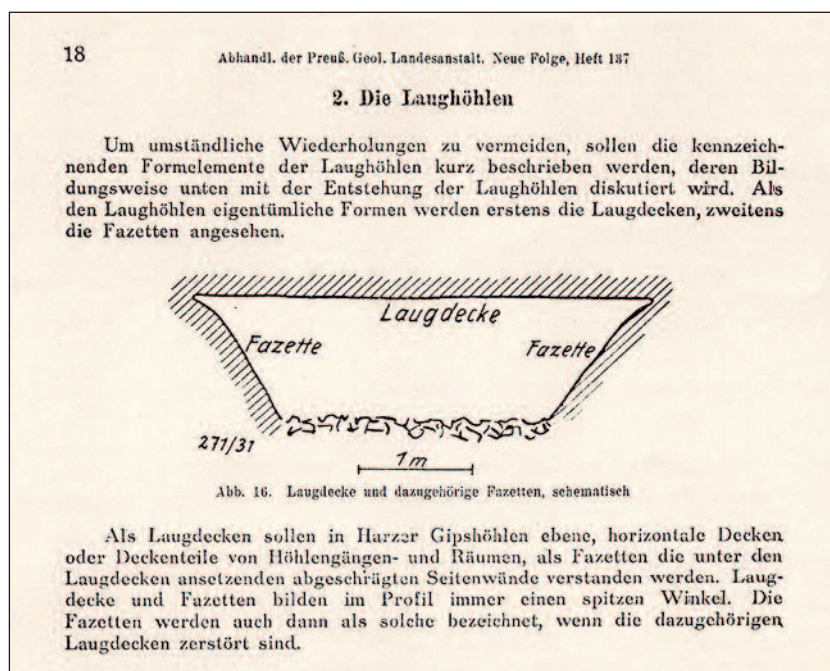 18
Abhandl. der Preuß. Geol. Landesanstalt. Neue Folge, Heft 137
2. Die Laughöhlen
Um umständliche Wiederholungen zu vermeiden, sollen die kennzeich-
nenden Formelemente der Laughöhlen kurz beschrieben werden, deren Bil-
dungsweise unten mit der Entstehung der Laughöhlen diskutiert wird. Als
den Laughöhlen eigentümliche Formen werden erstens die Laugdecken, zweitens
die Fazetten angesehen.
Laugdecke
Fazette
Fazette
271/31
1m
Abb. 16. Laugdecke und dazugehörige Fazetten, schematisch
Als Laugdecken sollen in Harzer Gipshöhlen ebene, horizontale Decken
oder Deckenteile von Höhlengängen- und Räumen, als Fazetten die unter den
Laugdecken ansetzenden abgeschrägten Seitenwände verstanden werden. Laug-
decke und Fazetten bilden im Profil immer einen spitzen Winkel. Die
Fazetten werden auch dann als solche bezeichnet, wenn die dazugehörigen
Laugdecken zerstört sind.